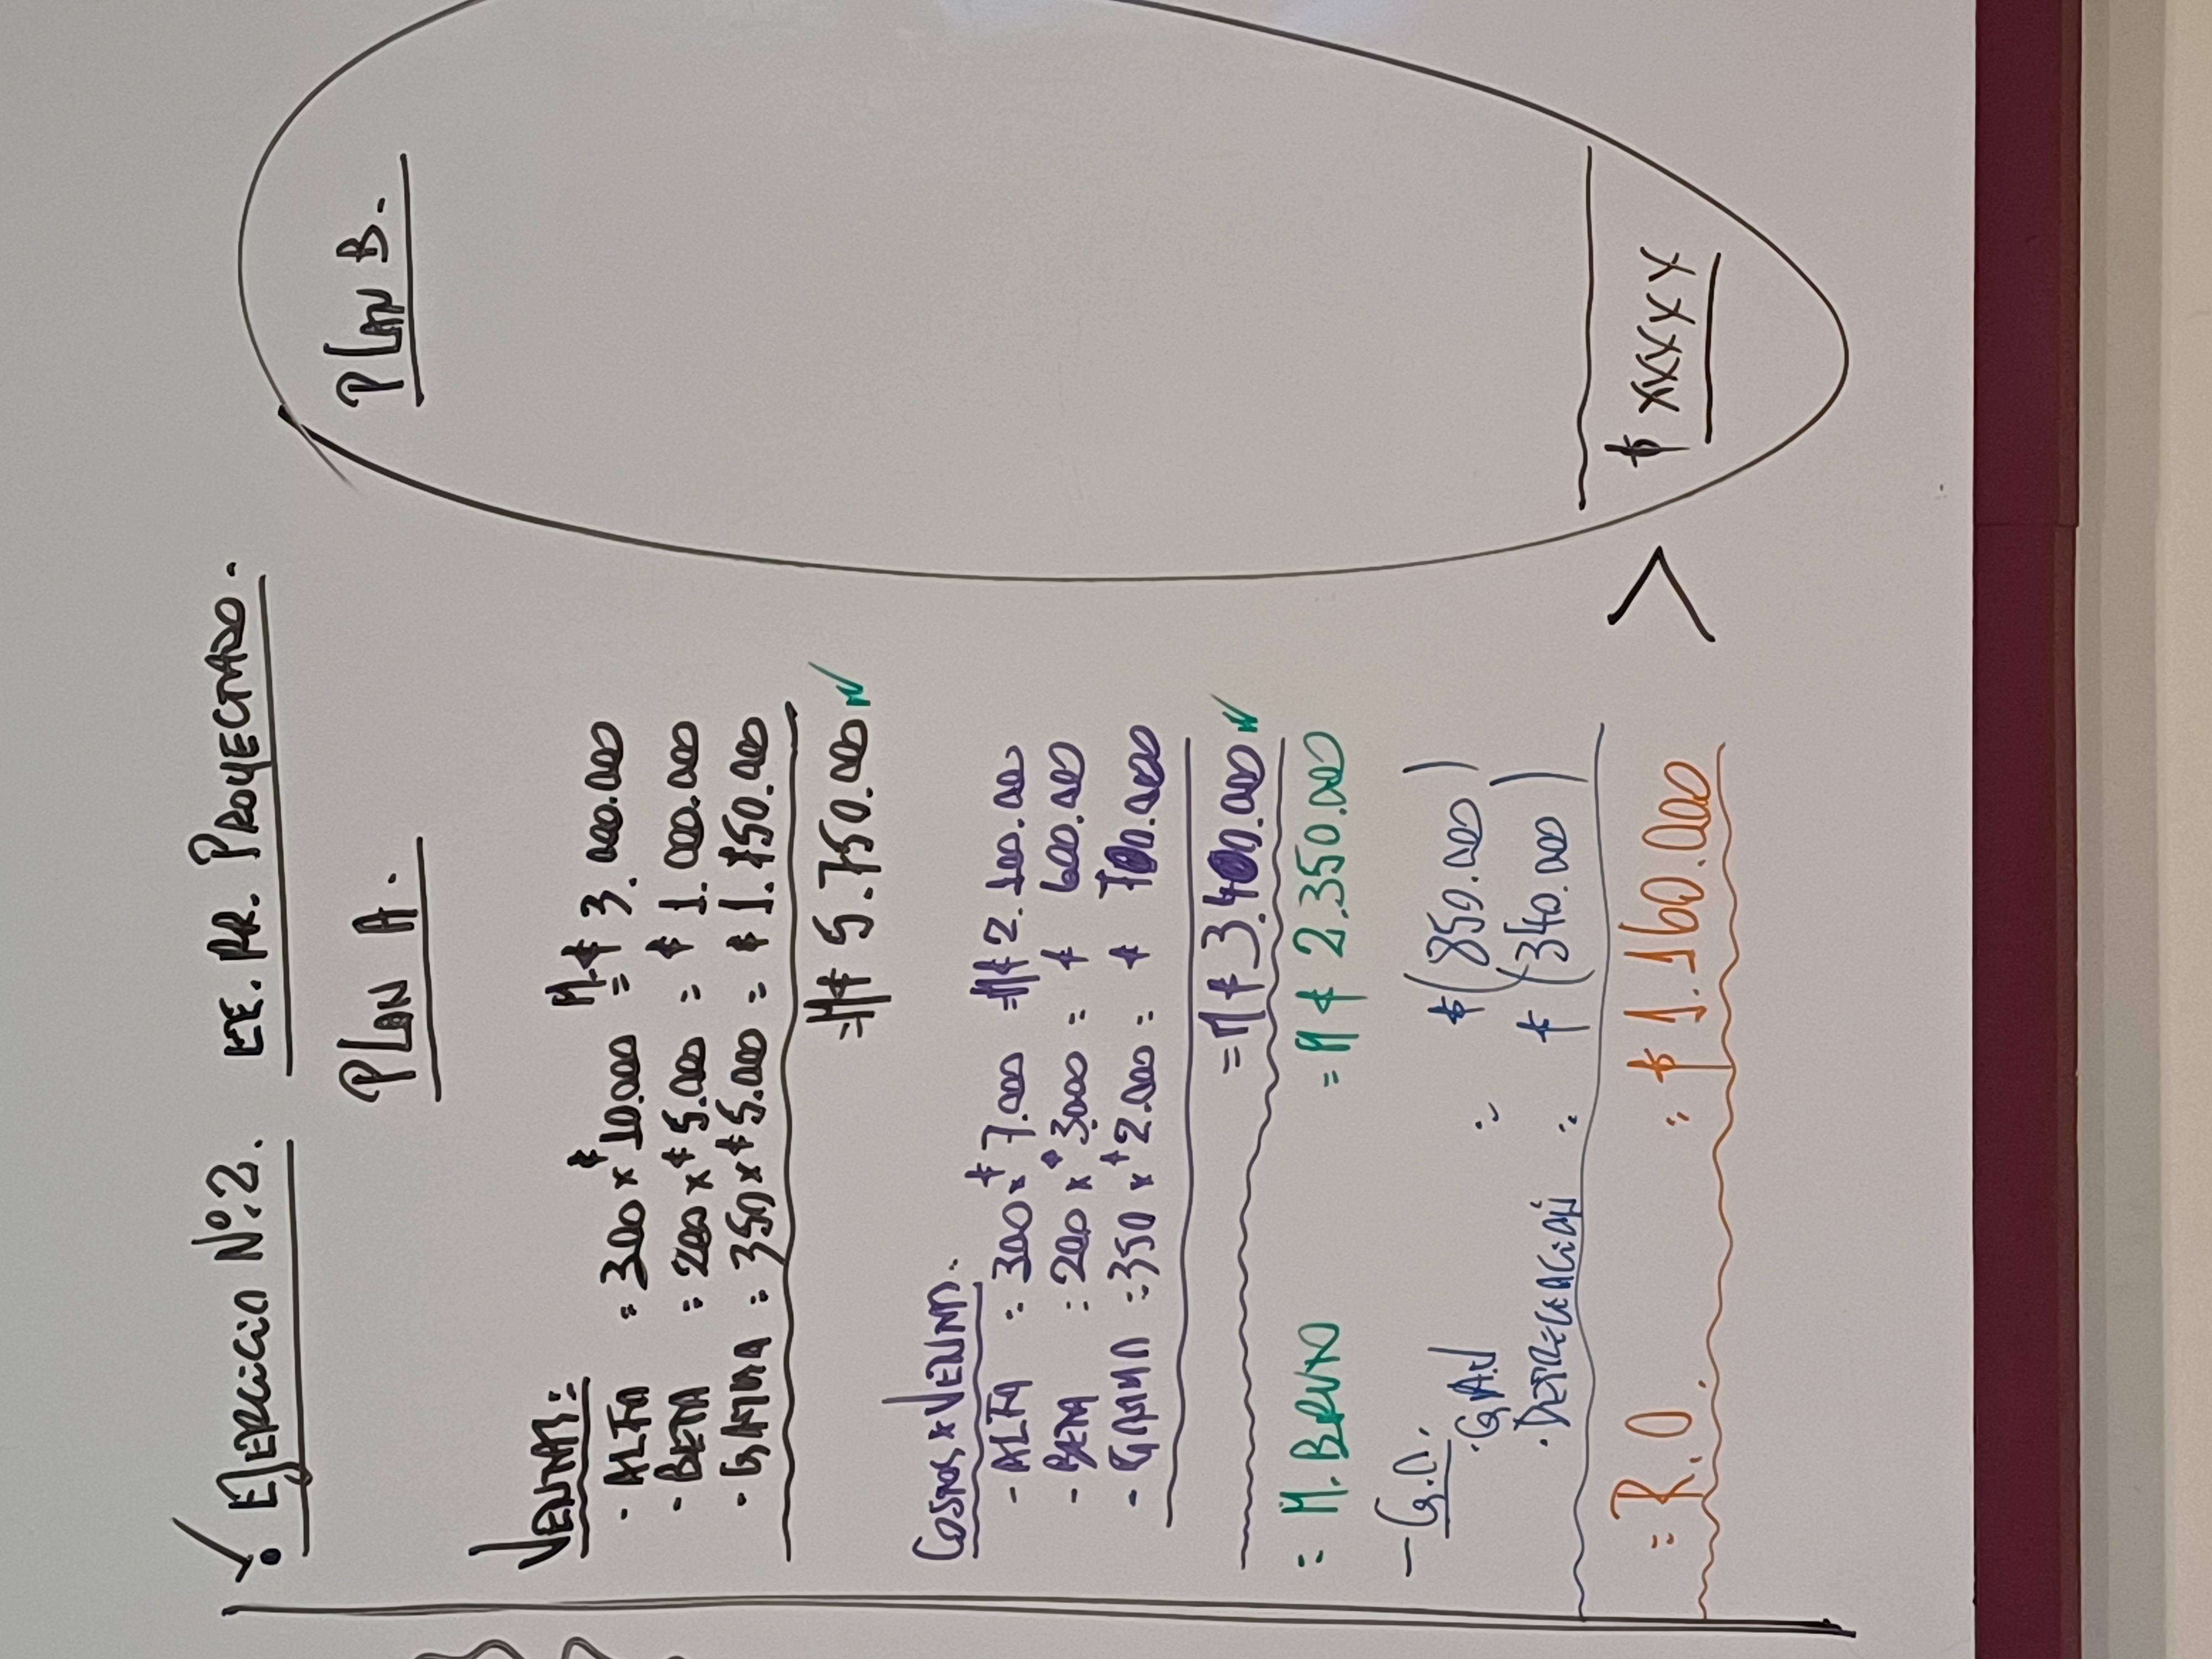 ! EJERCICIO Nº.2. EE.RR. PROYECTADO.
PLAN A.
VENTAS:
- ALFA = 300 x $10.000 = M$ 3.000.000
- BETA = 200 x $5.000 = $ 1.000.000
- GAMMA = 350 x $5.000 = $ 1.750.000
= M$ 5.750.000
COSTOS x VENTA.
- ALFA = 300 x $7.000 = M$ 2.100.000
- BETA = 200 x $3000 = $ 600.000
- GAMMA = 350 x $2.000 = $ 700.000
= M$ 3.400.000
= M. BRUTO = M$ 2.350.000
- G.O.
· GAV = $(850.000)
· DEPRECIACIÓN = $(340.000)
= R.O. = $ 1.160.000 >
PLAN B.
$ XXXXX